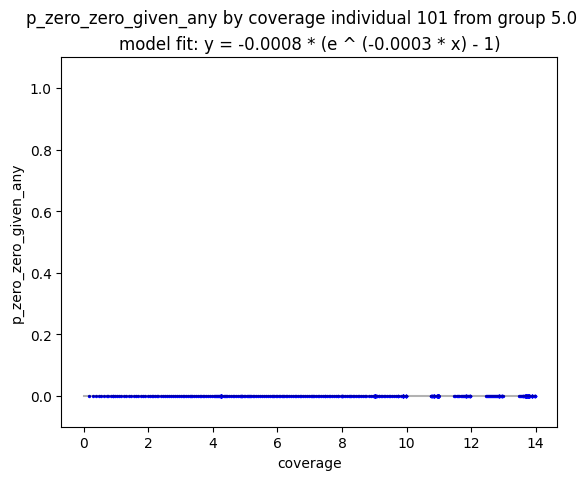 p_zero_zero_given_any by coverage individual 101 from group 5.0
model fit: y = -0.0008 * (e ^ (-0.0003 * x) - 1)
1.0
0.8
0.6
0.4
0.2
0.0
p_zero_zero_given_any
0 2 4 6 8 10 12 14
coverage